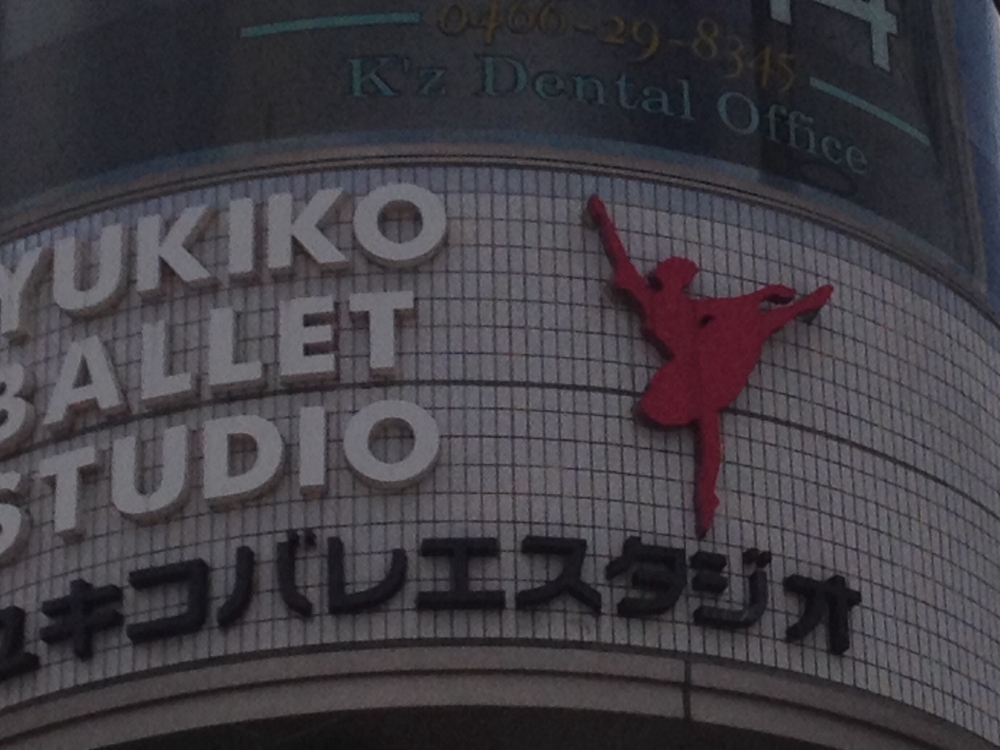 0466-29-8345
K'z Dental Office
YUKIKO
BALLET
STUDIO
ユキコバレエスタジオ